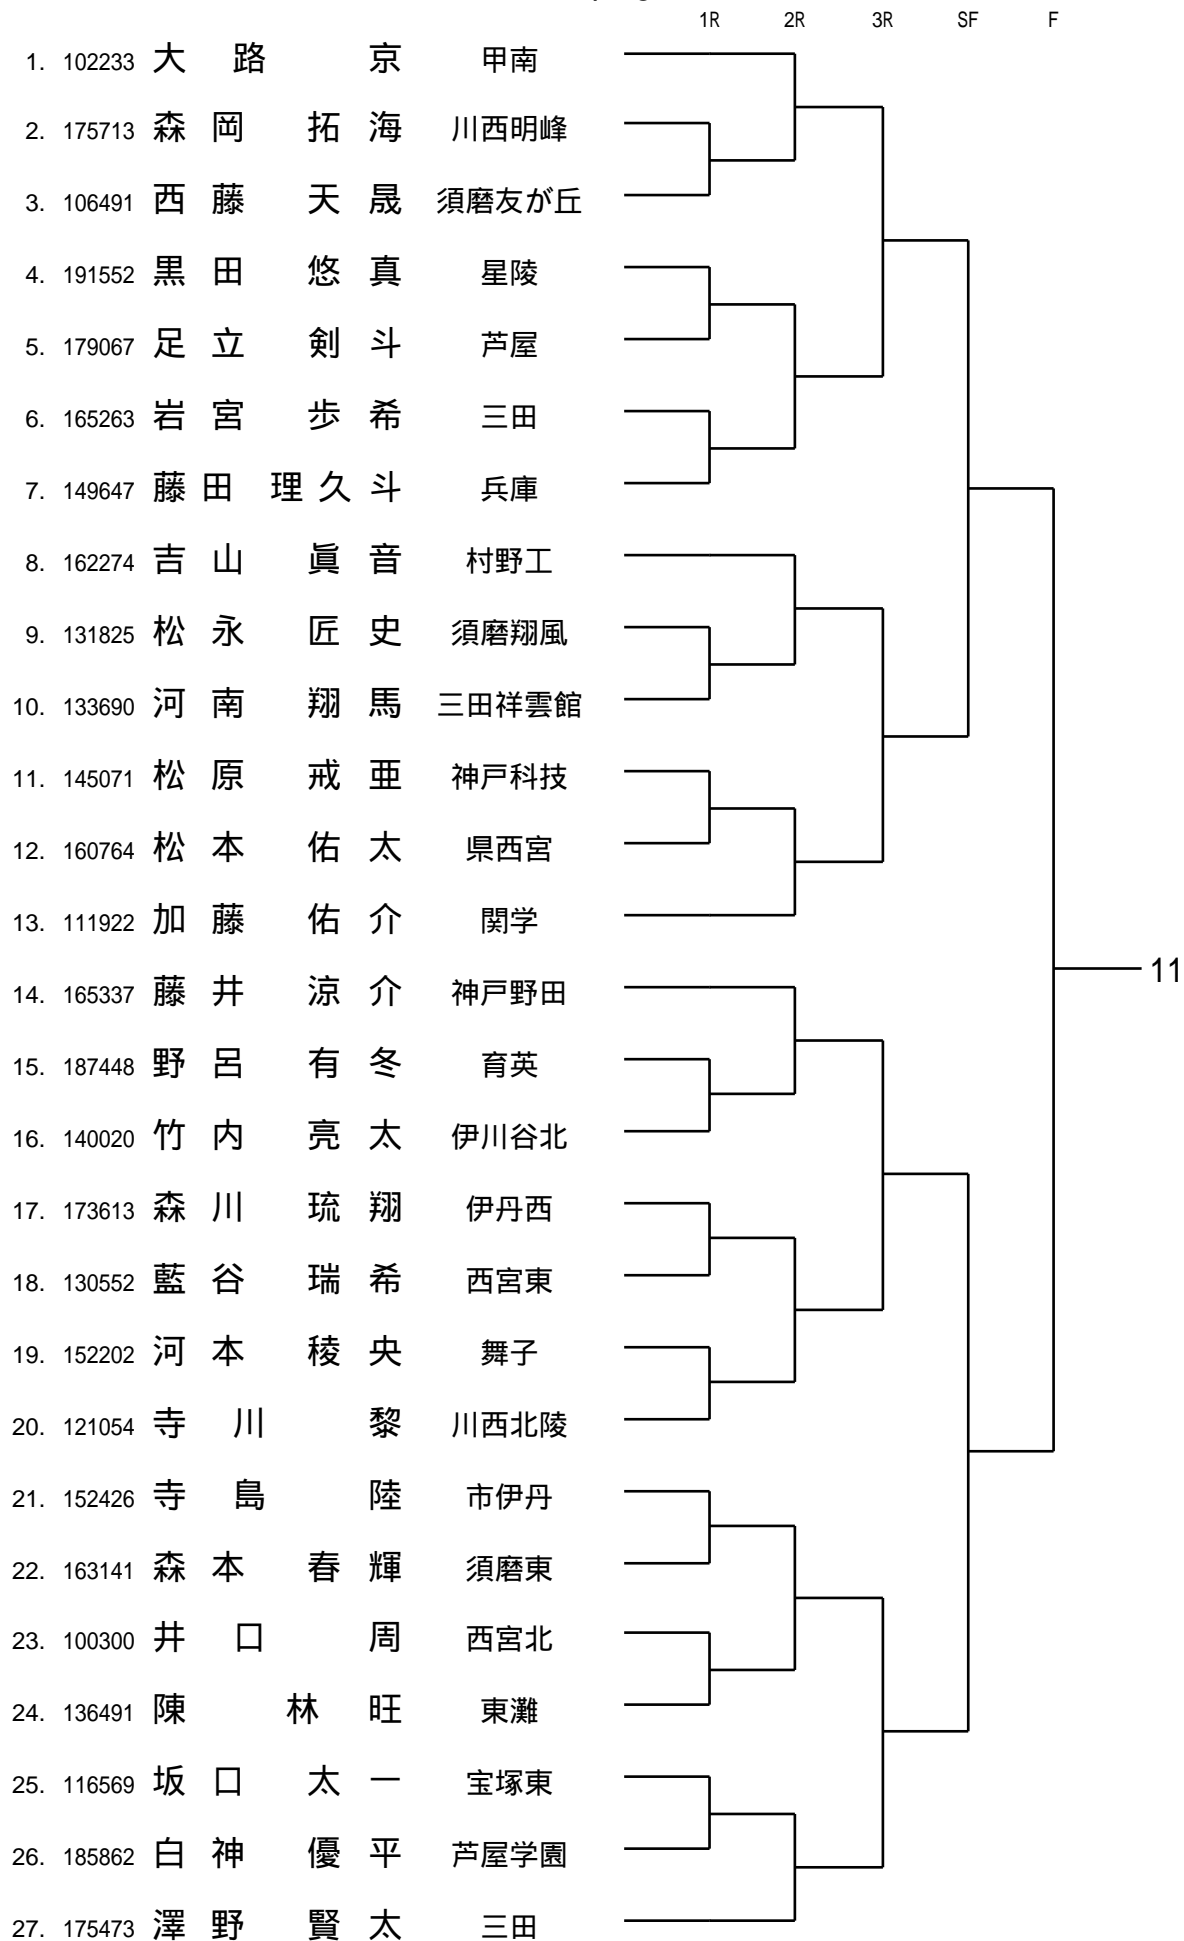 1R 2R 3R SF F
1. 102233 大路 京 甲南
2. 175713 森岡 拓海 川西明峰
3. 106491 西藤 天晟 須磨友が丘
4. 191552 黒田 悠真 星陵
5. 179067 足立 剣斗 芦屋
6. 165263 岩宮 歩希 三田
7. 149647 藤田 理久斗 兵庫
8. 162274 吉山 眞音 村野工
9. 131825 松永 匠史 須磨翔風
10. 133690 河南 翔馬 三田祥雲館
11. 145071 松原 戒亜 神戸科技
12. 160764 松本 佑太 県西宮
13. 111922 加藤 佑介 関学
11
14. 165337 藤井 涼介 神戸野田
15. 187448 野呂 有冬 育英
16. 140020 竹内 亮太 伊川谷北
17. 173613 森川 琉翔 伊丹西
18. 130552 藍谷 瑞希 西宮東
19. 152202 河本 稜央 舞子
20. 121054 寺川 黎 川西北陵
21. 152426 寺島 陸 市伊丹
22. 163141 森本 春輝 須磨東
23. 100300 井口 周 西宮北
24. 136491 陳 林旺 東灘
25. 116569 坂口 太一 宝塚東
26. 185862 白神 優平 芦屋学園
27. 175473 澤野 賢太 三田